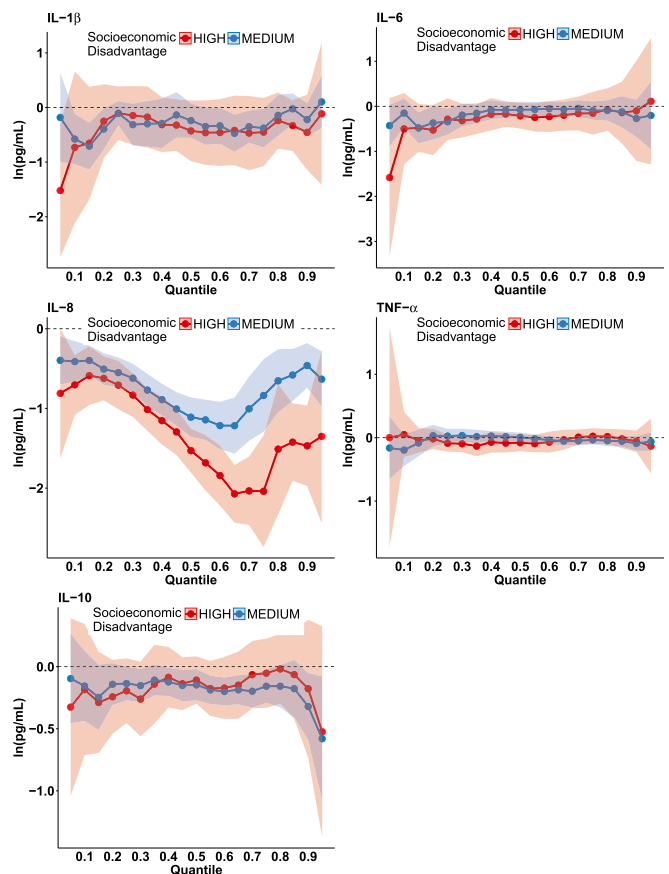 IL−1β
Socioeconomic HIGH MEDIUM
Disadvantage
1
0
−1
−2
ln(pg/mL)
0.1 0.2 0.3 0.4 0.5 0.6 0.7 0.8 0.9
Quantile
IL−6
Socioeconomic HIGH MEDIUM
Disadvantage
1
0
−1
−2
−3
ln(pg/mL)
0.1 0.2 0.3 0.4 0.5 0.6 0.7 0.8 0.9
Quantile
IL−8
Socioeconomic HIGH MEDIUM
Disadvantage
0
−1
−2
ln(pg/mL)
0.1 0.2 0.3 0.4 0.5 0.6 0.7 0.8 0.9
Quantile
TNF−α
Socioeconomic HIGH MEDIUM
Disadvantage
1
0
−1
ln(pg/mL)
0.1 0.2 0.3 0.4 0.5 0.6 0.7 0.8 0.9
Quantile
IL−10
Socioeconomic HIGH MEDIUM
Disadvantage
0.0
−0.5
−1.0
ln(pg/mL)
0.1 0.2 0.3 0.4 0.5 0.6 0.7 0.8 0.9
Quantile